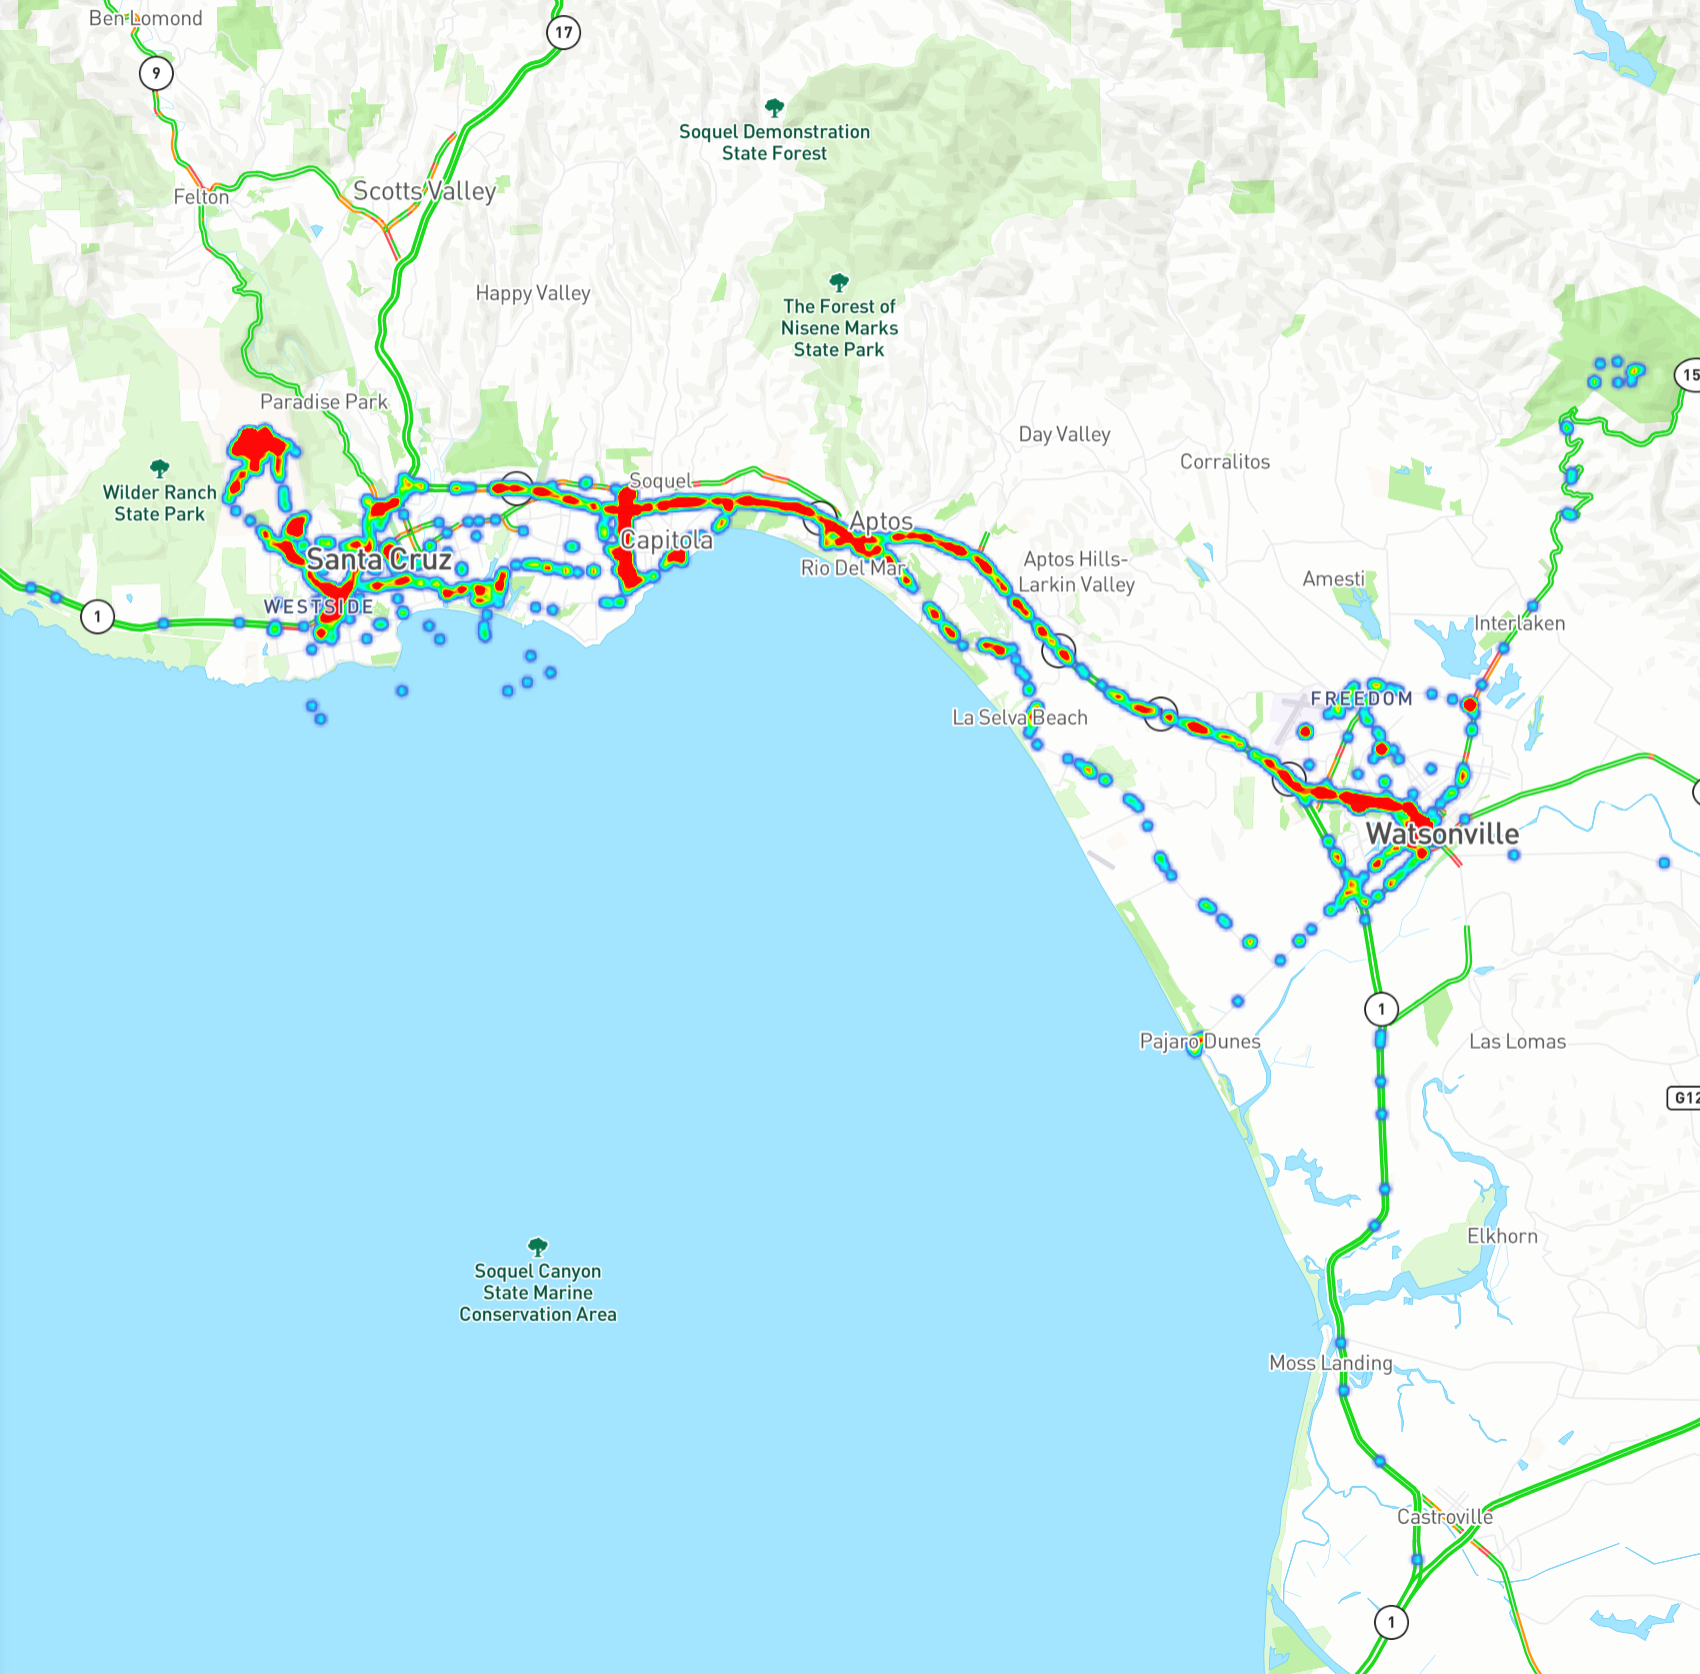 Ben Lomond
17
9
Soquel Demonstration
State Forest
Felton
Scotts Valley
Happy Valley
The Forest of
Nisene Marks
State Park
15
Paradise Park
Day Valley
Corralitos
Wilder Ranch
State Park
Soquel
Aptos
Capitola
Santa Cruz
Rio Del Mar
Aptos Hills-
Larkin Valley
Amesti
WESTSIDE
1
Interlaken
FREEDOM
La Selva Beach
Watsonville
1
Pajaro Dunes
Las Lomas
G12
Elkhorn
Soquel Canyon
State Marine
Conservation Area
Moss Landing
Castroville
1